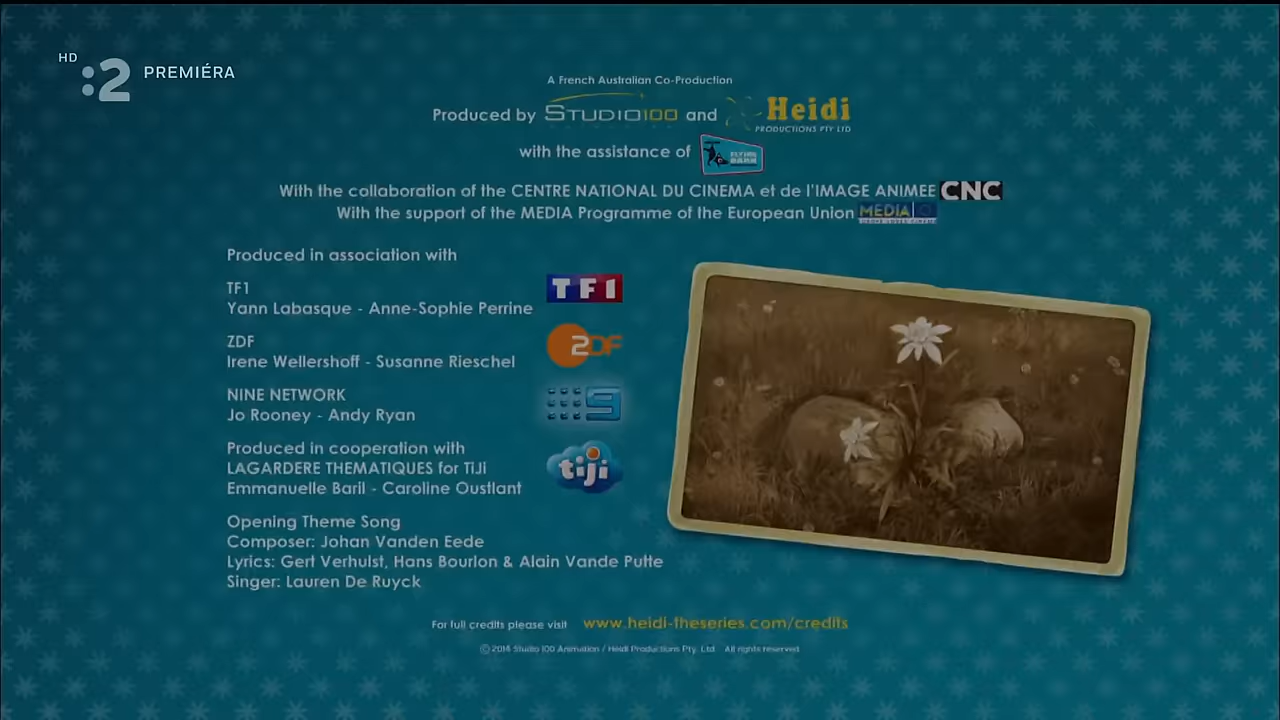 HD
:2 PREMIÉRA
A French Australian Co-Production
Produced by STUDIO100 and Heidi
PRODUCTIONS PTY LTD
with the assistance of FLYING BARK
With the collaboration of the CENTRE NATIONAL DU CINEMA et de l'IMAGE ANIMEE CNC
With the support of the MEDIA Programme of the European Union MEDIA
Produced in association with
TF1 TF1
Yann Labasque - Anne-Sophie Perrine
ZDF ZDF
Irene Wellershoff - Susanne Rieschel
NINE NETWORK 9
Jo Rooney - Andy Ryan
Produced in cooperation with
LAGARDERE THEMATIQUES for TiJi tiji
Emmanuelle Baril - Caroline Oustlant
Opening Theme Song
Composer: Johan Vanden Eede
Lyrics: Gert Verhulst, Hans Bourlon & Alain Vande Putte
Singer: Lauren De Ruyck
For full credits please visit www.heidi-theseries.com/credits
©2014 Studio 100 Animation / Heidi Productions Pty. Ltd. All rights reserved